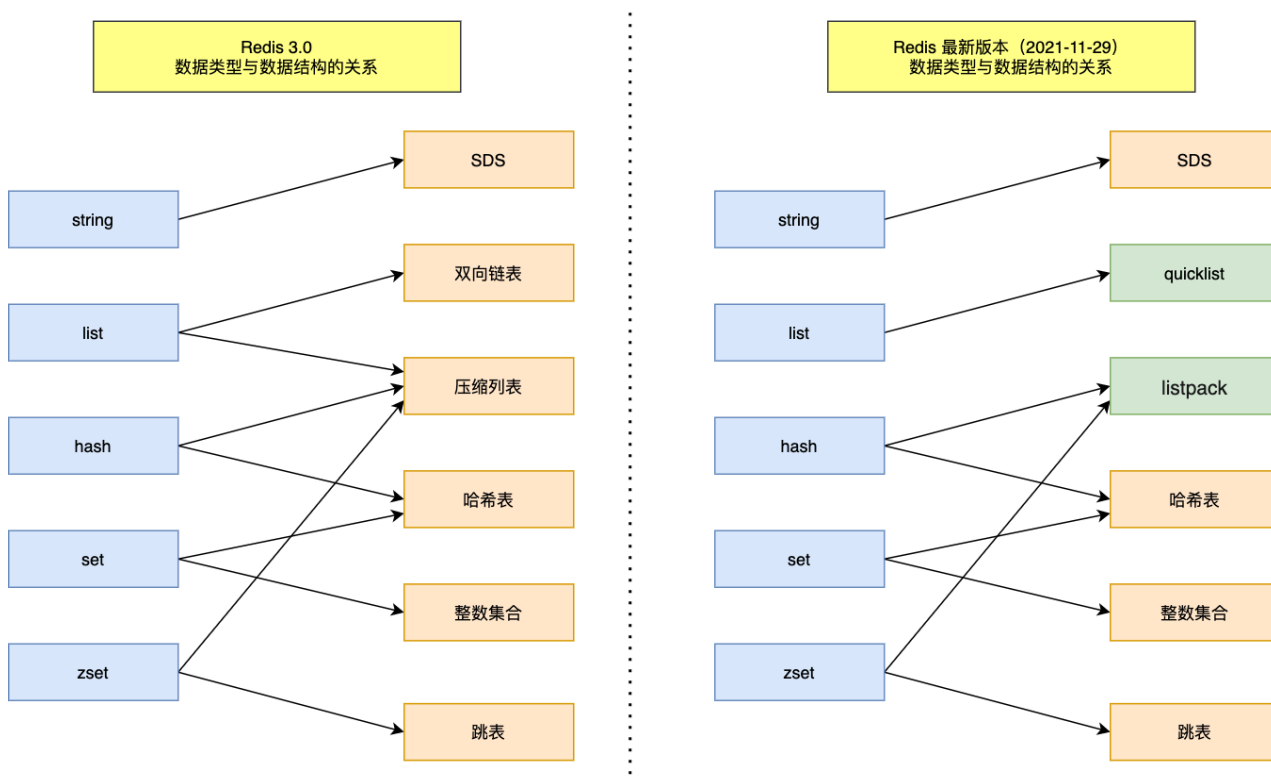 Redis 3.0
数据类型与数据结构的关系
SDS
string
双向链表
list
压缩列表
hash
哈希表
set
整数集合
zset
跳表
Redis 最新版本（2021-11-29）
数据类型与数据结构的关系
SDS
string
quicklist
list
listpack
hash
哈希表
set
整数集合
zset
跳表